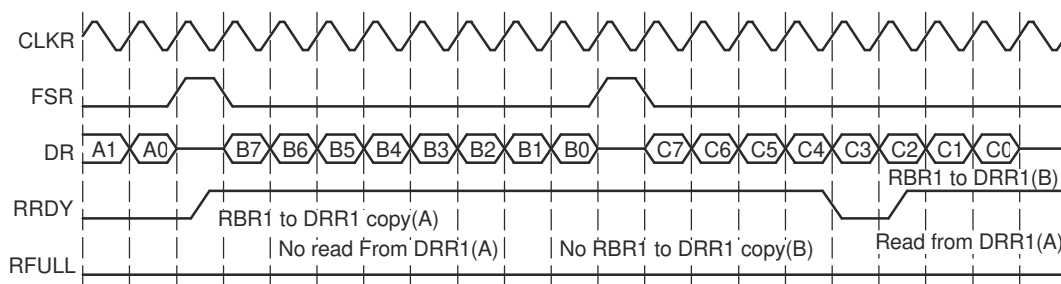 CLKR
FSR
DR A1 A0 B7 B6 B5 B4 B3 B2 B1 B0 C7 C6 C5 C4 C3 C2 C1 C0
RBR1 to DRR1(B)
RRDY
RBR1 to DRR1 copy(A)
No read From DRR1(A) No RBR1 to DRR1 copy(B) Read from DRR1(A)
RFULL